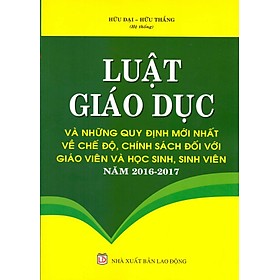 HỮU ĐẠI - HỮU THẮNG
(Hệ thống)
LUẬT
GIÁO DỤC
VÀ NHỮNG QUY ĐỊNH MỚI NHẤT
VỀ CHẾ ĐỘ, CHÍNH SÁCH ĐỐI VỚI
GIÁO VIÊN VÀ HỌC SINH, SINH VIÊN
NĂM 2016-2017
NHÀ XUẤT BẢN LAO ĐỘNG